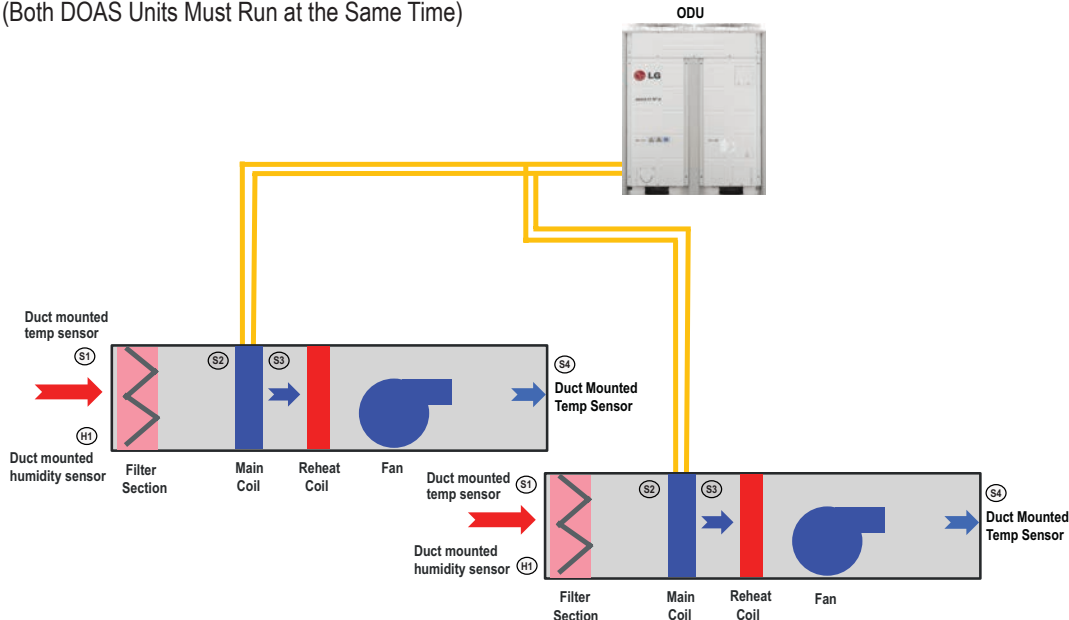 (Both DOAS Units Must Run at the Same Time)
ODU
LG
Duct mounted
temp sensor
S1
S2
S3
S4
Duct Mounted
Temp Sensor
H1
Duct mounted
humidity sensor
Filter
Section
Main
Coil
Reheat
Coil
Fan
Duct mounted
temp sensor
S1
S2
S3
S4
Duct Mounted
Temp Sensor
Duct mounted
humidity sensor
H1
Filter
Section
Main
Coil
Reheat
Coil
Fan